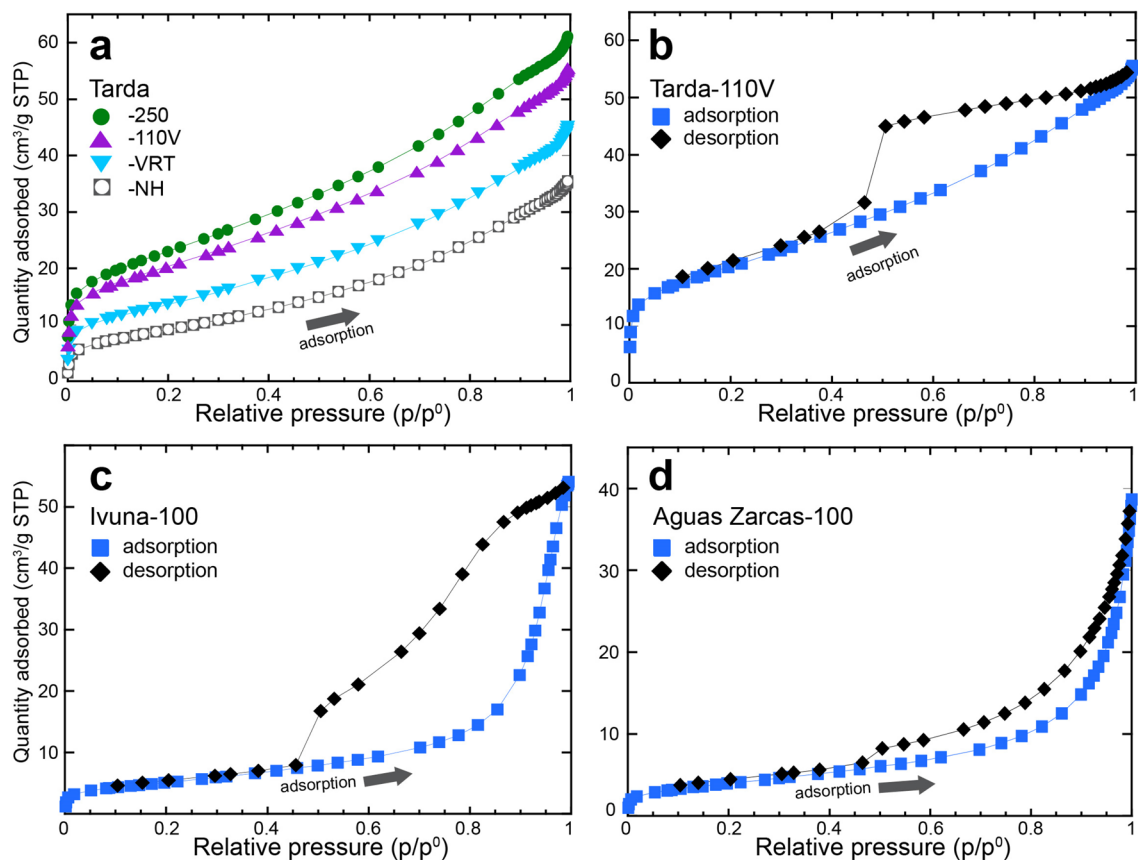 a
Tarda
-250
-110V
-VRT
-NH
adsorption
Quantity adsorbed (cm³/g STP)
0
10
20
30
40
50
60
0
0.2
0.4
0.6
0.8
1
Relative pressure (p/p⁰)
b
Tarda-110V
adsorption
desorption
adsorption
0
10
20
30
40
50
60
0
0.2
0.4
0.6
0.8
1
Relative pressure (p/p⁰)
c
Ivuna-100
adsorption
desorption
adsorption
Quantity adsorbed (cm³/g STP)
0
10
20
30
40
50
0
0.2
0.4
0.6
0.8
1
Relative pressure (p/p⁰)
d
Aguas Zarcas-100
adsorption
desorption
adsorption
0
10
20
30
40
0
0.2
0.4
0.6
0.8
1
Relative pressure (p/p⁰)